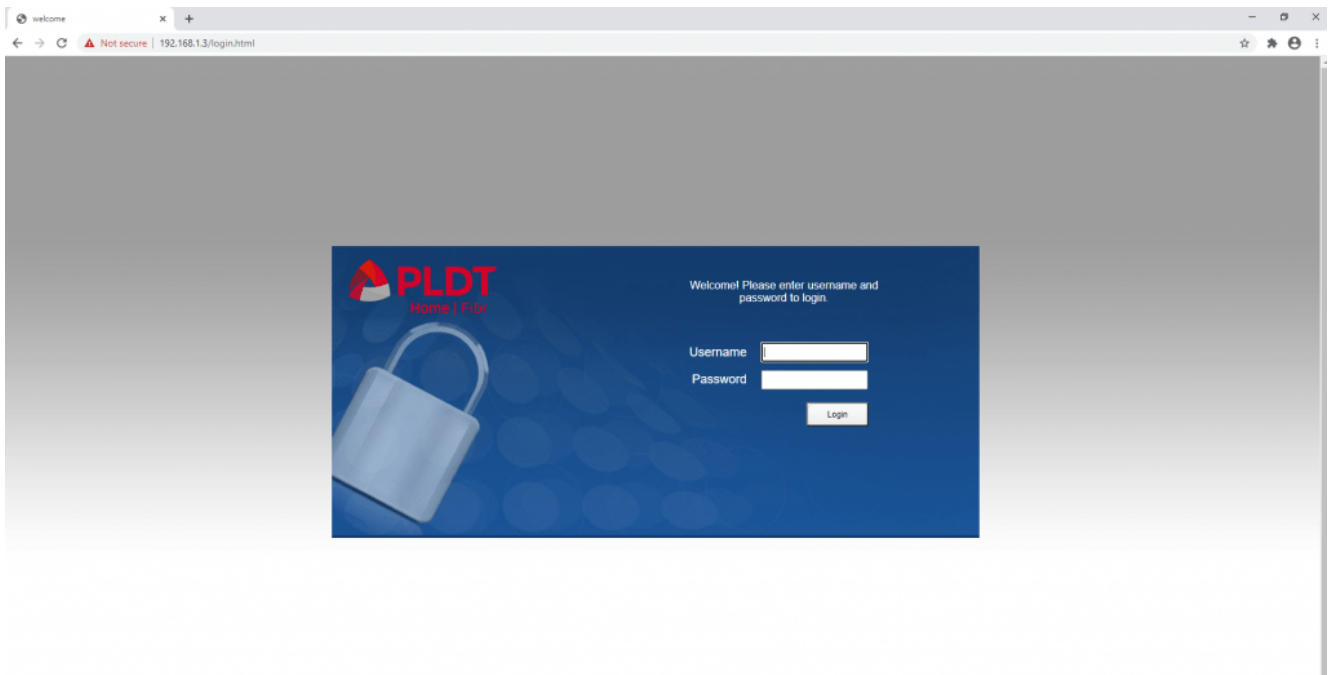 welcome
Not secure | 192.168.1.3/login.html
PLDT
Home | Fibr
Welcome! Please enter username and
password to login.
Username
Password
Login